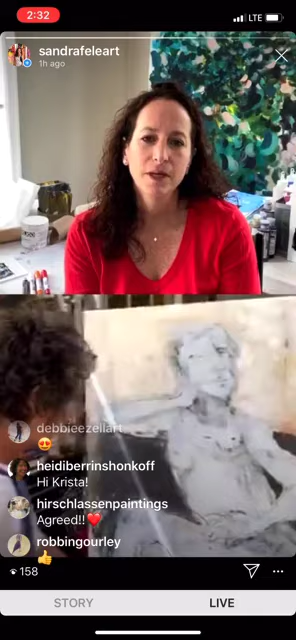 2:32
LTE
sandrafeleart
1h ago
debbieezellart
😍
heidiberrinshonkoff
Hi Krista!
hirschlassenpaintings
Agreed!!❤️
robbingourley
👍
158
STORY LIVE